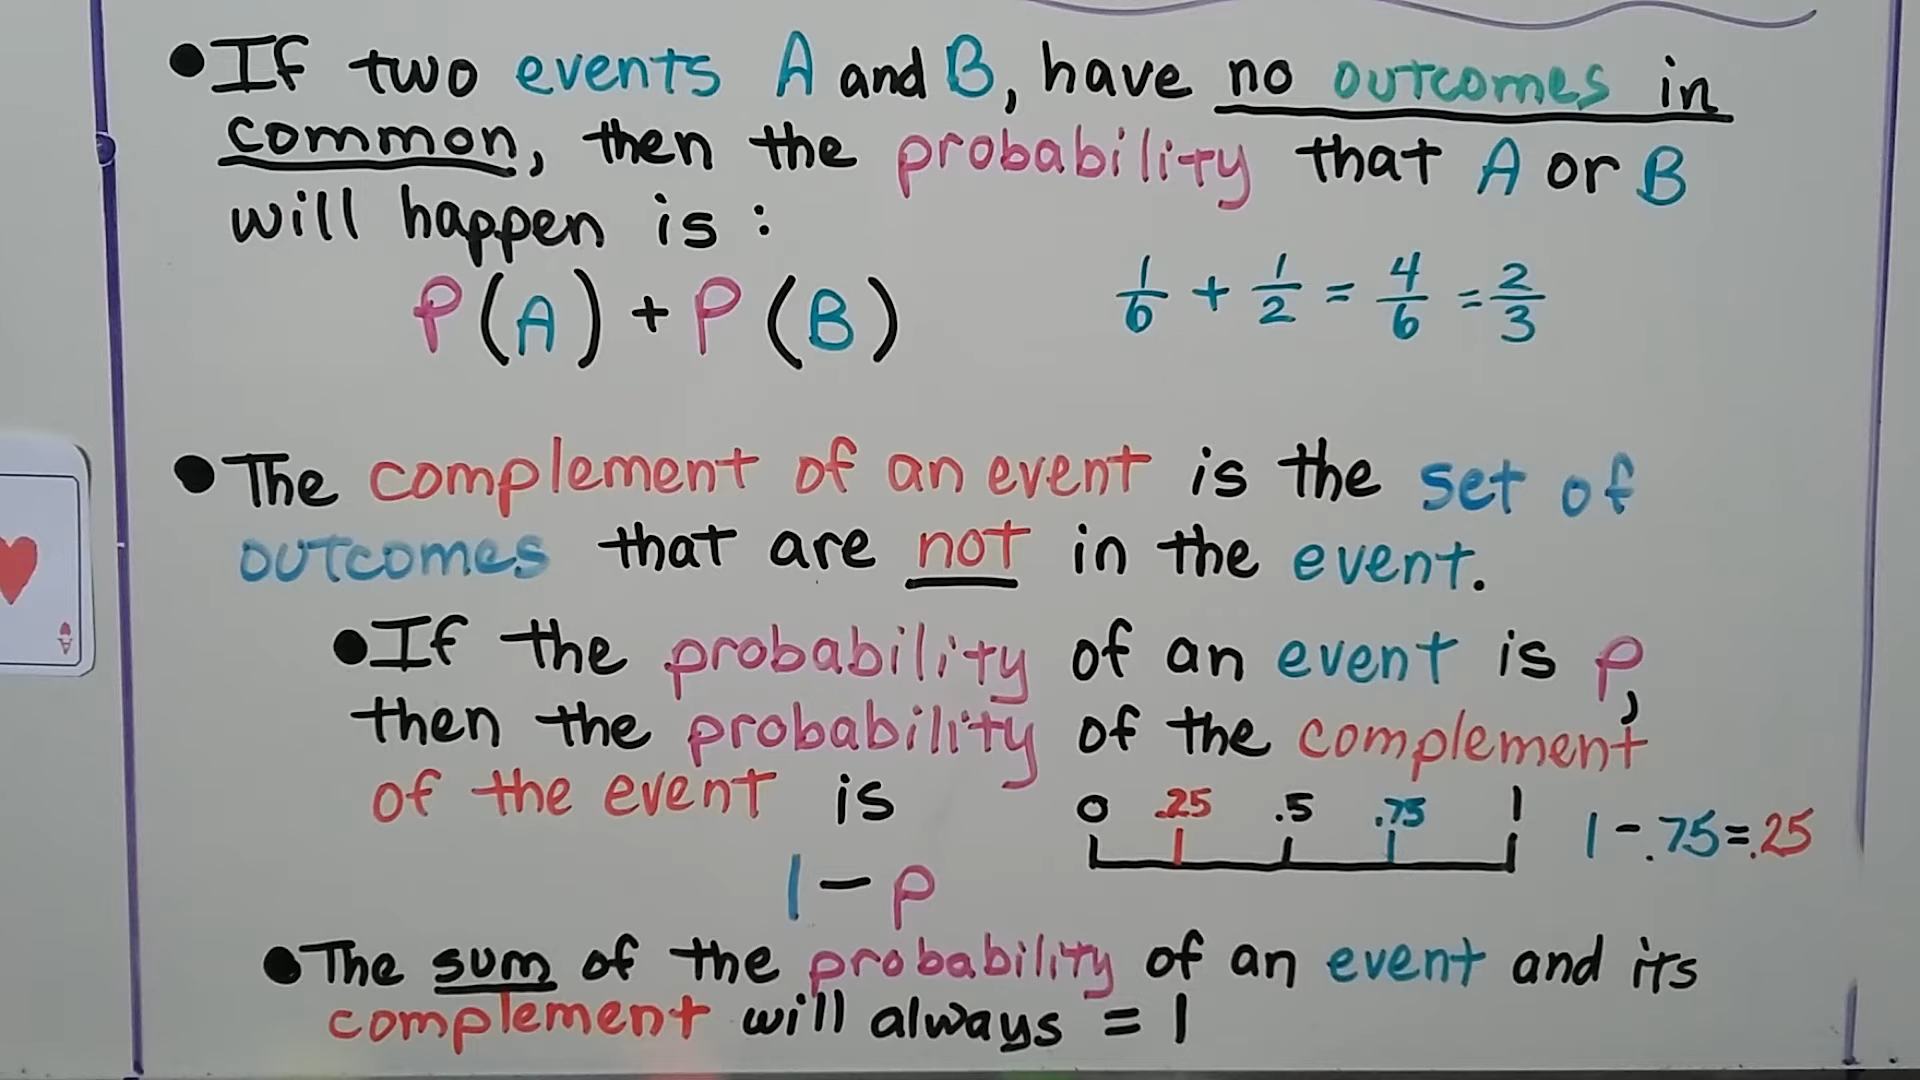 •If two events A and B, have no outcomes in
common, then the probability that A or B
will happen is:
P(A) + P(B)
1/6 + 1/2 = 4/6 = 2/3
•The complement of an event is the set of
outcomes that are not in the event.
•If the probability of an event is p,
then the probability of the complement
of the event is
0 .25 .5 .75 1
1 - .75 = .25
1 - p
•The sum of the probability of an event and its
complement will always = 1